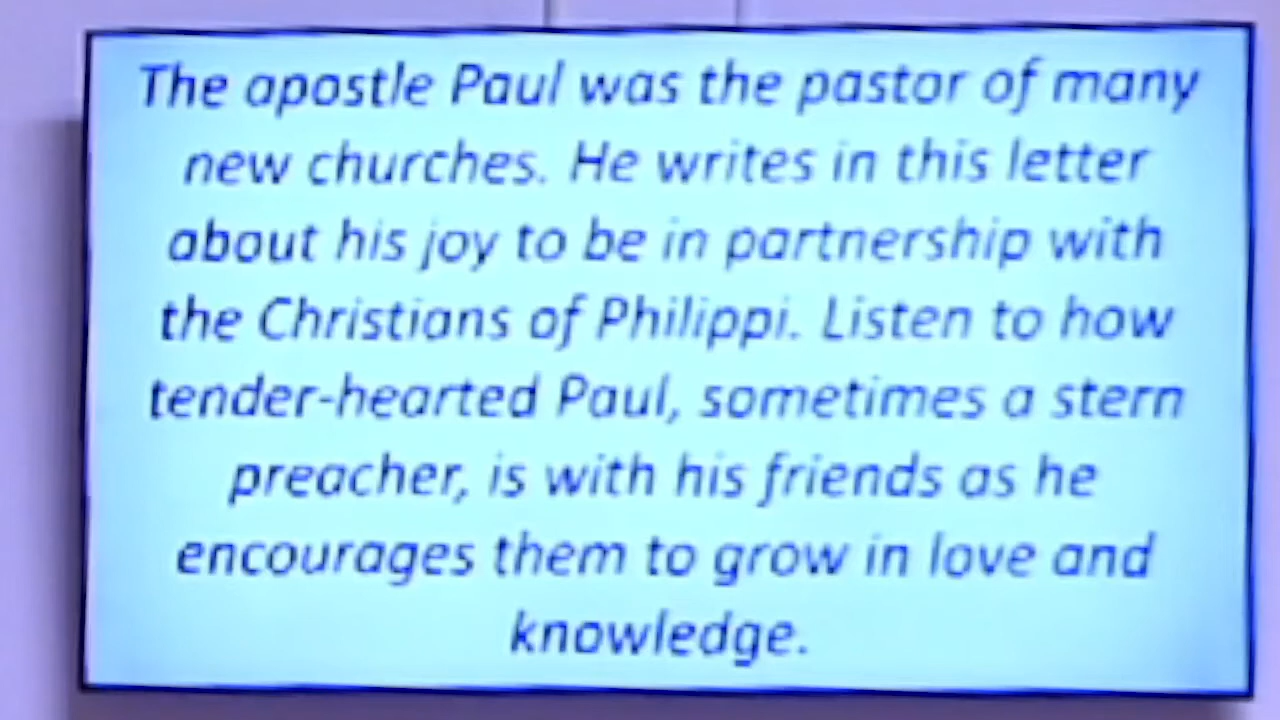 The apostle Paul was the pastor of many
new churches. He writes in this letter
about his joy to be in partnership with
the Christians of Philippi. Listen to how
tender-hearted Paul, sometimes a stern
preacher, is with his friends as he
encourages them to grow in love and
knowledge.